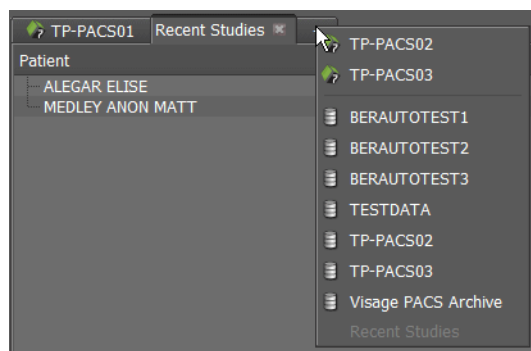 TP-PACS01
Recent Studies
Patient
ALEGAR ELISE
MEDLEY ANON MATT
TP-PACS02
TP-PACS03
BERAUTOTEST1
BERAUTOTEST2
BERAUTOTEST3
TESTDATA
TP-PACS02
TP-PACS03
Visage PACS Archive
Recent Studies